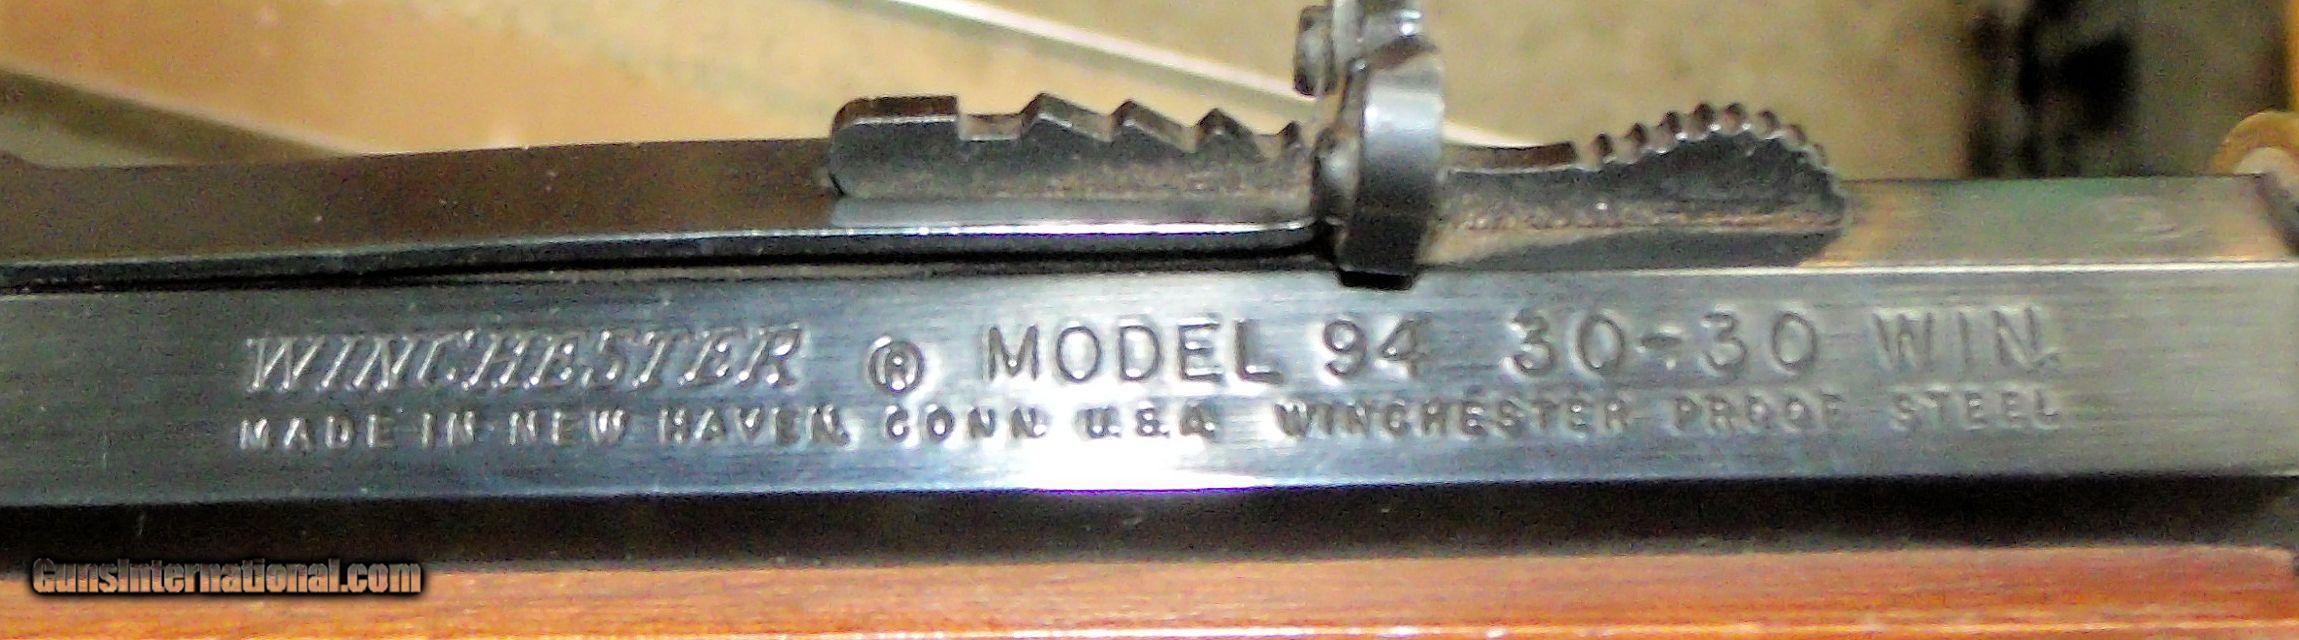 WINCHESTER ® MODEL 94 30-30 WIN.
MADE IN NEW HAVEN, CONN. U.S.A. WINCHESTER PROOF STEEL
GunsInternational.com